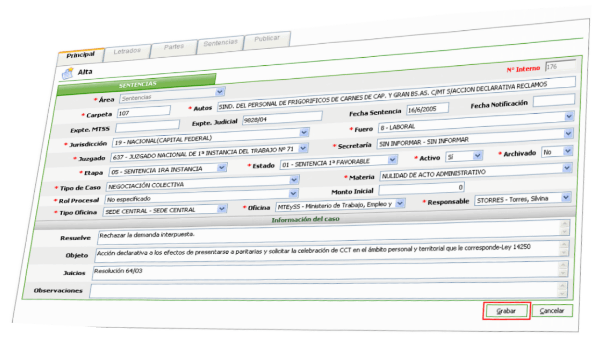 Principal Letrados Partes Sentencias Publicar
Alta
SENTENCIAS Nº Interno 176
* Área Sentencias
* Carpeta 107 * Autos SIND. DEL PERSONAL DE FRIGORIFICOS DE CARNES DE CAP. Y GRAN BS.AS. C/MT S/ACCION DECLARATIVA RECLAMOS
Expte. MTSS Expte. Judicial 9828/04 Fecha Sentencia 16/6/2005 Fecha Notificación
* Jurisdicción 19 - NACIONAL(CAPITAL FEDERAL) * Fuero 8 - LABORAL
* Juzgado 637 - JUZGADO NACIONAL DE 1ª INSTANCIA DEL TRABAJO Nº 71 * Secretaría SIN INFORMAR - SIN INFORMAR
* Etapa 05 - SENTENCIA 1RA INSTANCIA * Estado 01 - SENTENCIA 1ª FAVORABLE * Activo Sí * Archivado No
* Tipo de Caso NEGOCIACIÓN COLECTIVA * Materia NULIDAD DE ACTO ADMINISTRATIVO
* Rol Procesal No especificado Monto Inicial 0
* Tipo Oficina SEDE CENTRAL - SEDE CENTRAL * Oficina MTEySS - Ministerio de Trabajo, Empleo y * Responsable STORRES - Torres, Silvina
Información del caso
Resuelve Rechazar la demanda interpuesta.
Objeto Acción declarativa a los efectos de presentarse a paritarias y solicitar la celebración de CCT en el ámbito personal y territorial que le corresponde-Ley 14250
Juicios Resolución 64/03
Observaciones
Grabar Cancelar